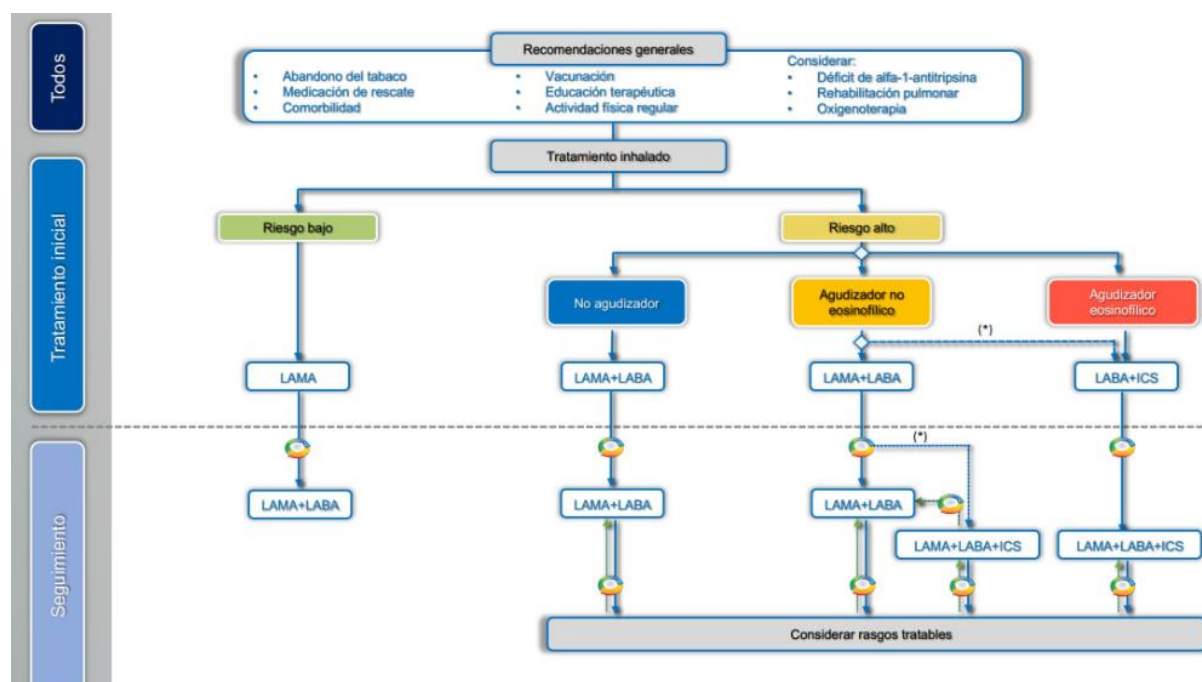 Todos
Recomendaciones generales
• Abandono del tabaco
• Medicación de rescate
• Comorbilidad
• Vacunación
• Educación terapéutica
• Actividad física regular
Considerar:
• Déficit de alfa-1-antitripsina
• Rehabilitación pulmonar
• Oxigenoterapia
Tratamiento inicial
Tratamiento inhalado
Riesgo bajo
Riesgo alto
No agudizador
Agudizador no
eosinofílico
Agudizador
eosinofílico
(*)
LAMA
LAMA+LABA
LAMA+LABA
LABA+ICS
Seguimiento
(*)
LAMA+LABA
LAMA+LABA
LAMA+LABA
LAMA+LABA+ICS
LAMA+LABA+ICS
Considerar rasgos tratables